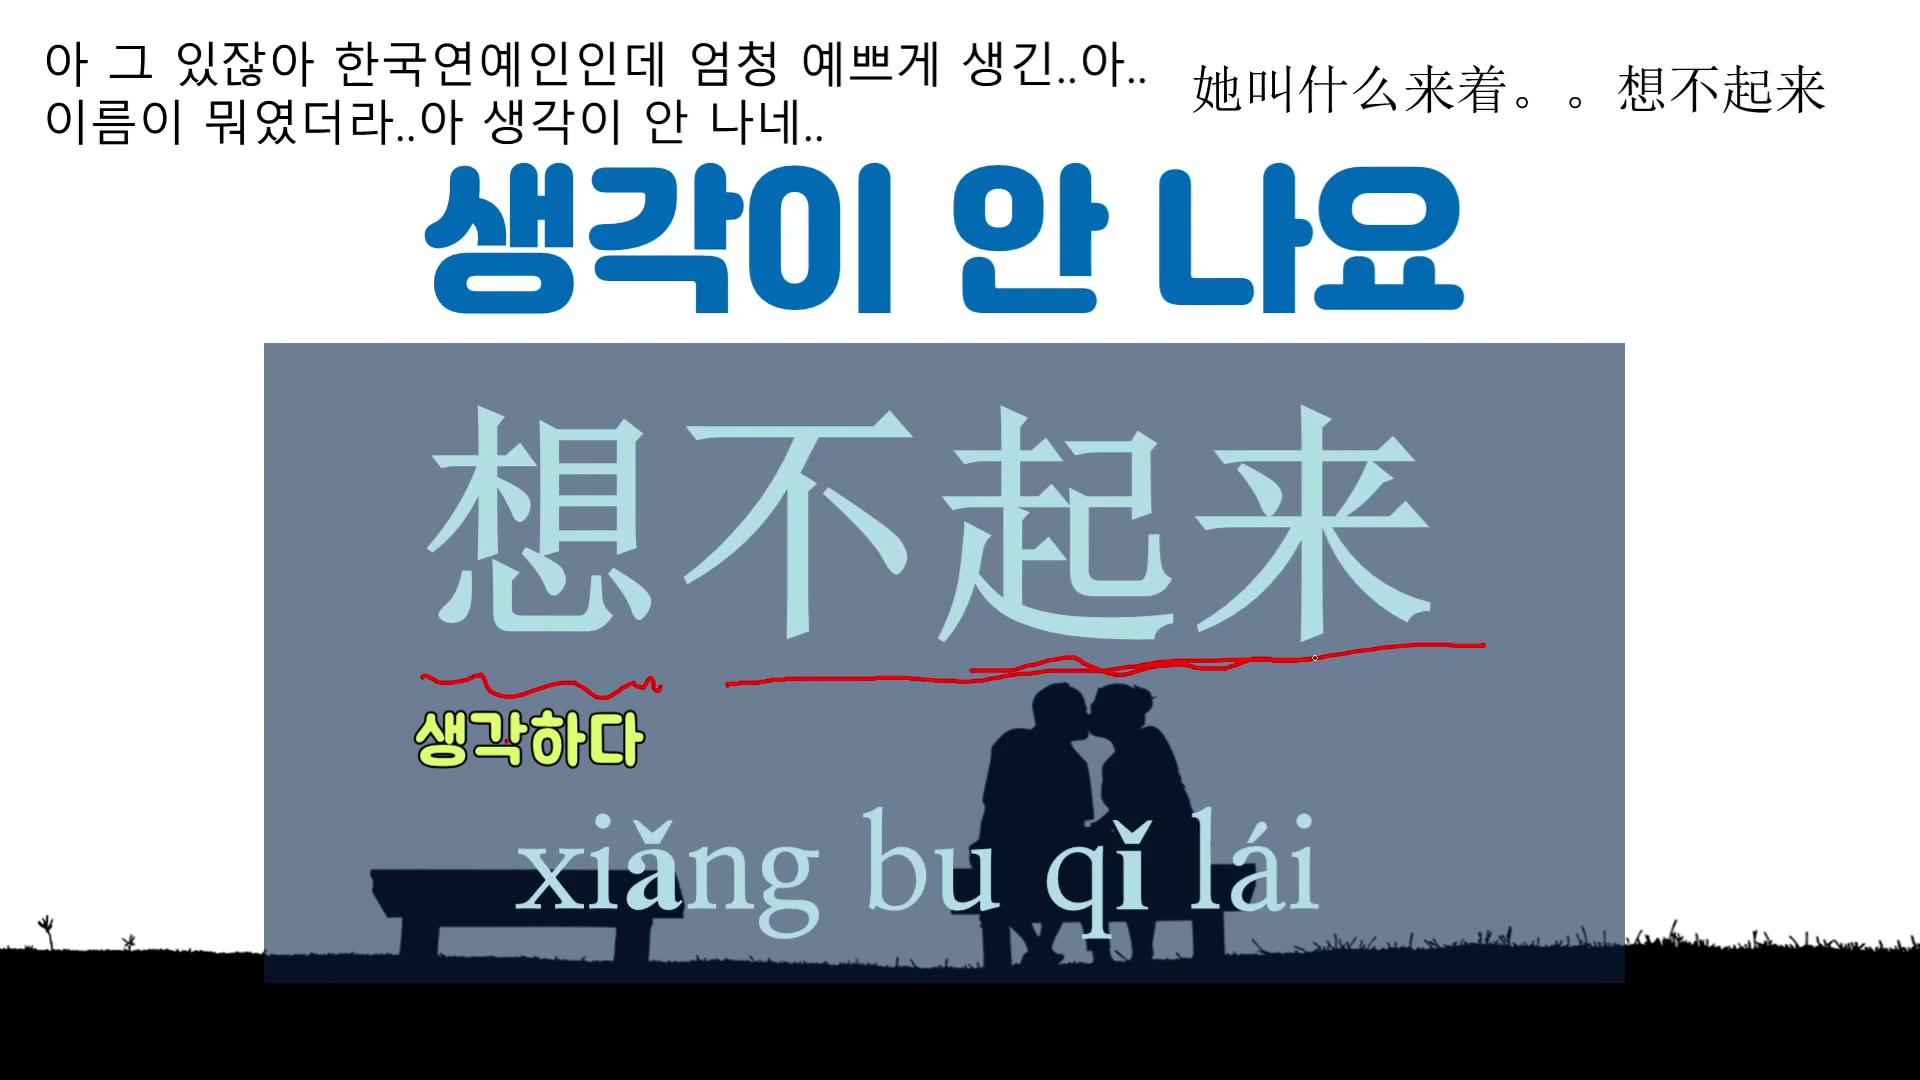 아 그 있잖아 한국연예인인데 엄청 예쁘게 생긴..아..
이름이 뭐였더라..아 생각이 안 나네..
她叫什么来着。。想不起来
생각이 안 나요
想不起来
생각하다
xiǎng bu qǐ lái